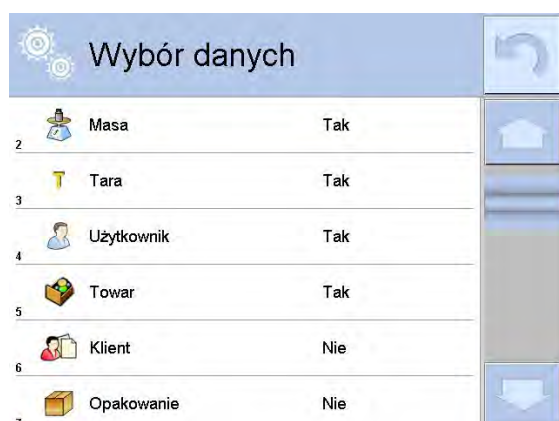 Wybór danych
Masa Tak
2
T Tara Tak
3
Użytkownik Tak
4
Towar Tak
5
Klient Nie
6
Opakowanie Nie